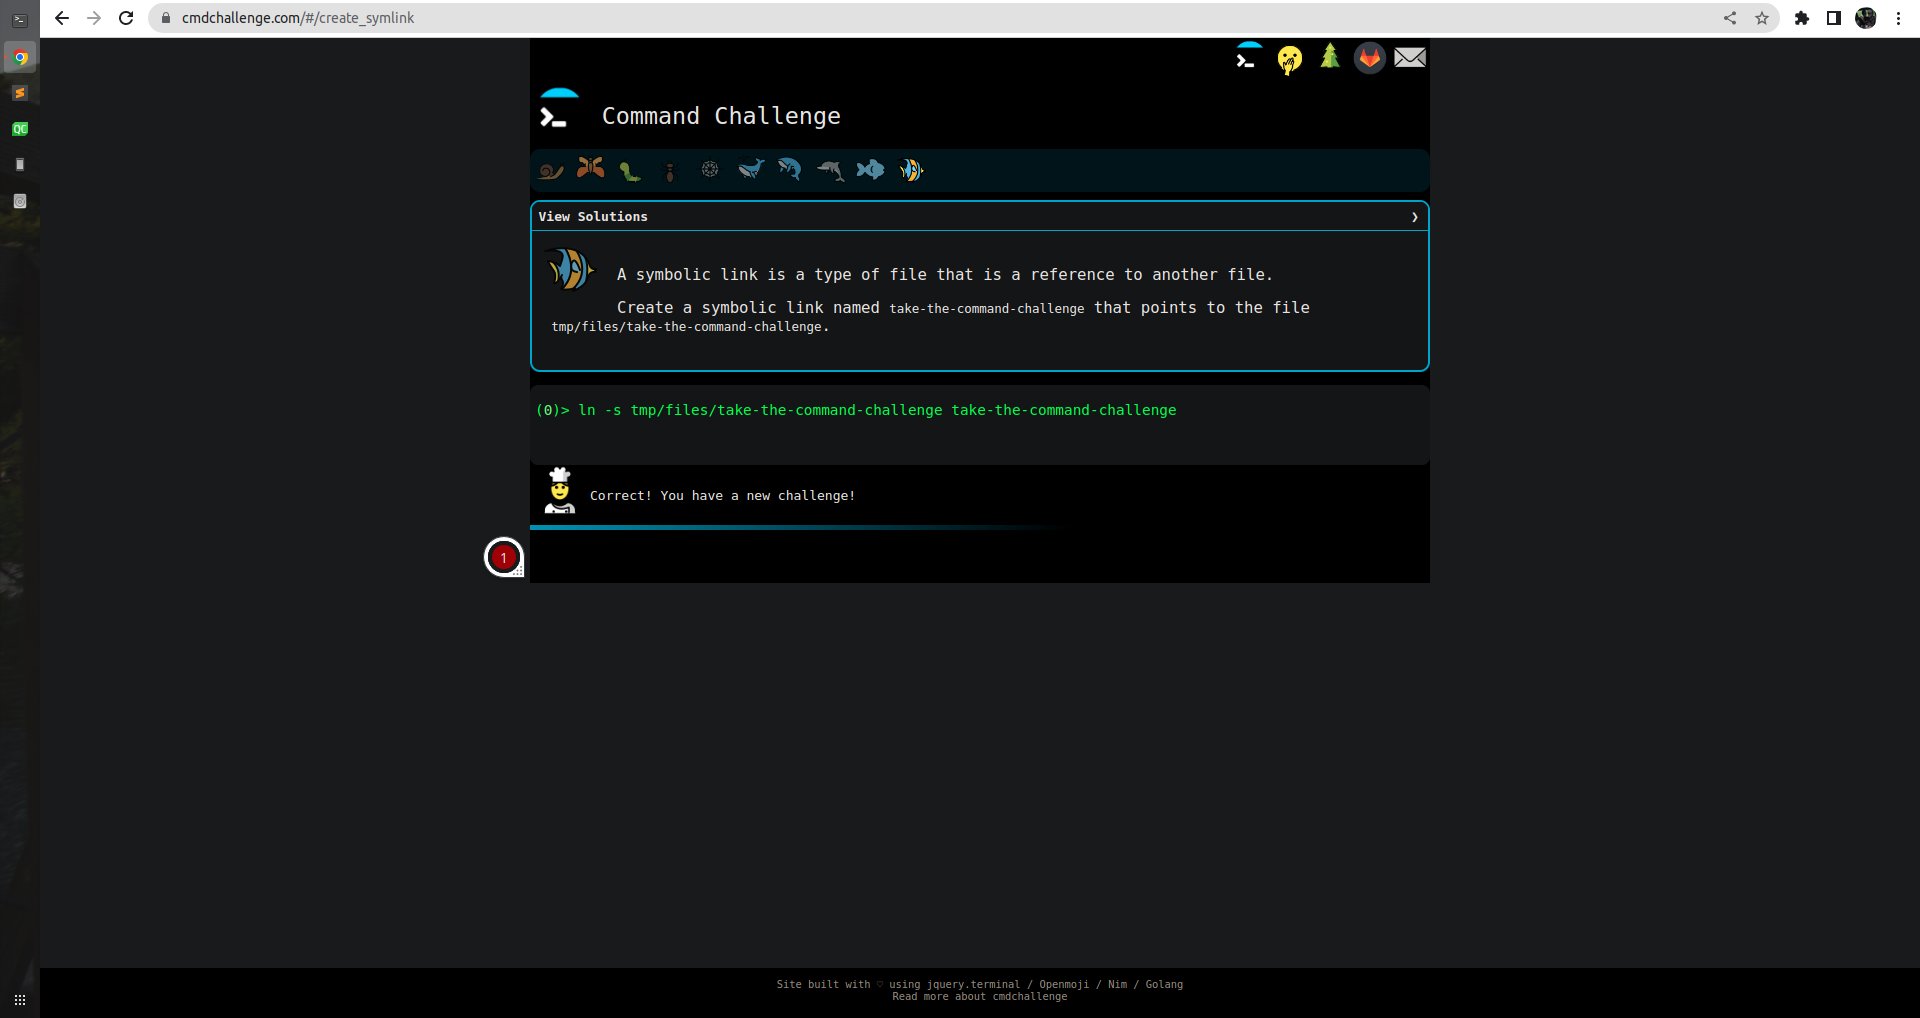 cmdchallenge.com/#/create_symlink
QC
Command Challenge
View Solutions
A symbolic link is a type of file that is a reference to another file.
Create a symbolic link named take-the-command-challenge that points to the file
tmp/files/take-the-command-challenge.
(0)> ln -s tmp/files/take-the-command-challenge take-the-command-challenge
Correct! You have a new challenge!
1
Site built with ♡ using jquery.terminal / Openmoji / Nim / Golang
Read more about cmdchallenge